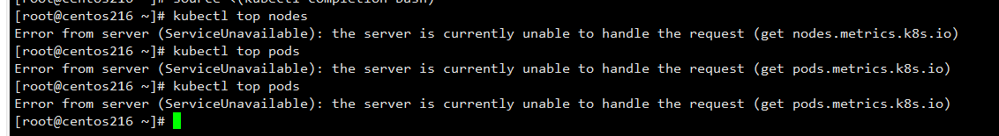 [root@centos216 ~]# source <(kubectl completion bash)
[root@centos216 ~]# kubectl top nodes
Error from server (ServiceUnavailable): the server is currently unable to handle the request (get nodes.metrics.k8s.io)
[root@centos216 ~]# kubectl top pods
Error from server (ServiceUnavailable): the server is currently unable to handle the request (get pods.metrics.k8s.io)
[root@centos216 ~]# kubectl top pods
Error from server (ServiceUnavailable): the server is currently unable to handle the request (get pods.metrics.k8s.io)
[root@centos216 ~]#